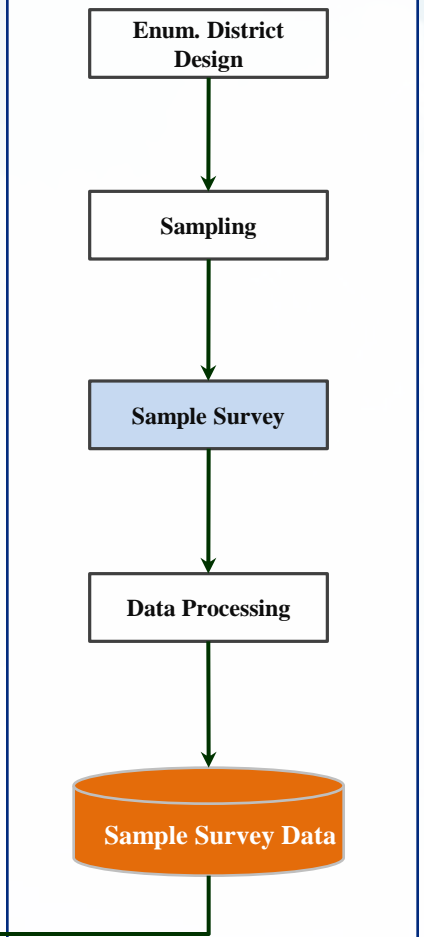 Enum. District
Design
Sampling
Sample Survey
Data Processing
Sample Survey Data